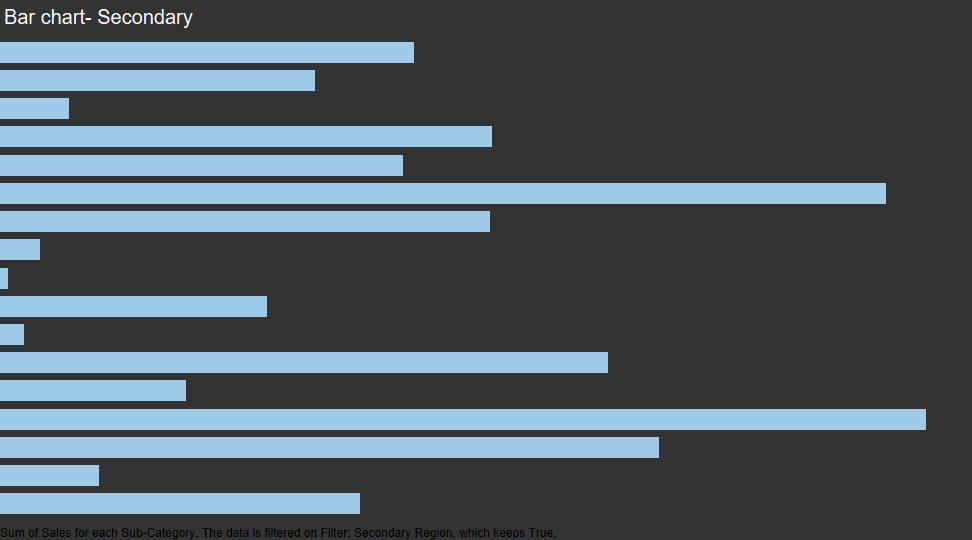 Bar chart- Secondary
Sum of Sales for each Sub-Category. The data is filtered on Filter: Secondary Region, which keeps True.